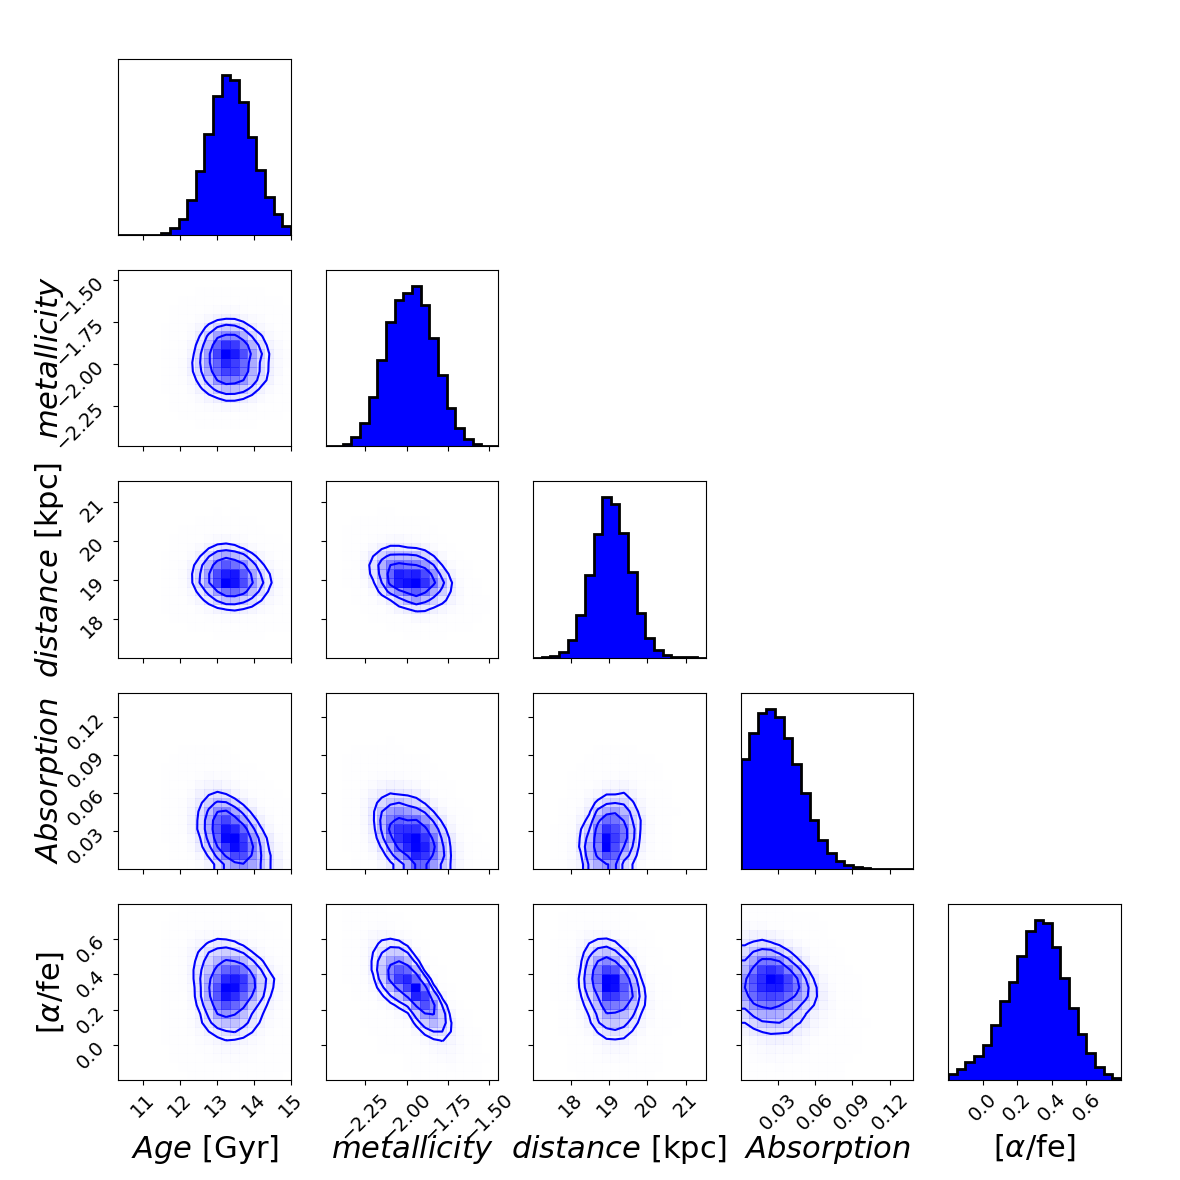 metallicity
−1.50
−1.75
−2.00
−2.25
distance [kpc]
21
20
19
18
Absorption
0.12
0.09
0.06
0.03
[α/fe]
0.6
0.4
0.2
0.0
11 12 13 14 15
−2.25 −2.00 −1.75 −1.50
18 19 20 21
0.03 0.06 0.09 0.12
0.0 0.2 0.4 0.6
Age [Gyr] metallicity distance [kpc] Absorption [α/fe]